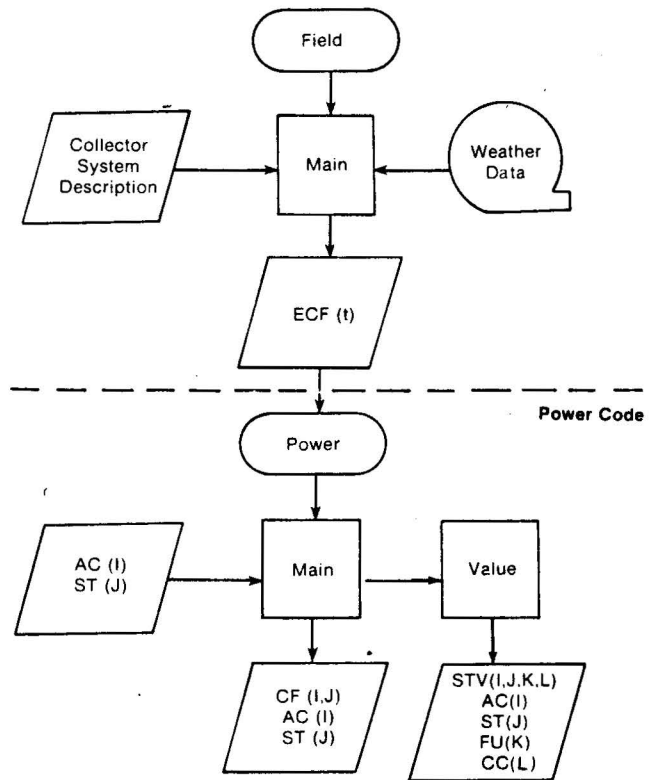 Field
Collector
System
Description
Main
Weather
Data
ECF (t)
Power Code
Power
AC (I)
ST (J)
Main
Value
CF (I,J)
AC (I)
ST (J)
STV(I,J,K,L)
AC(I)
ST(J)
FU(K)
CC(L)